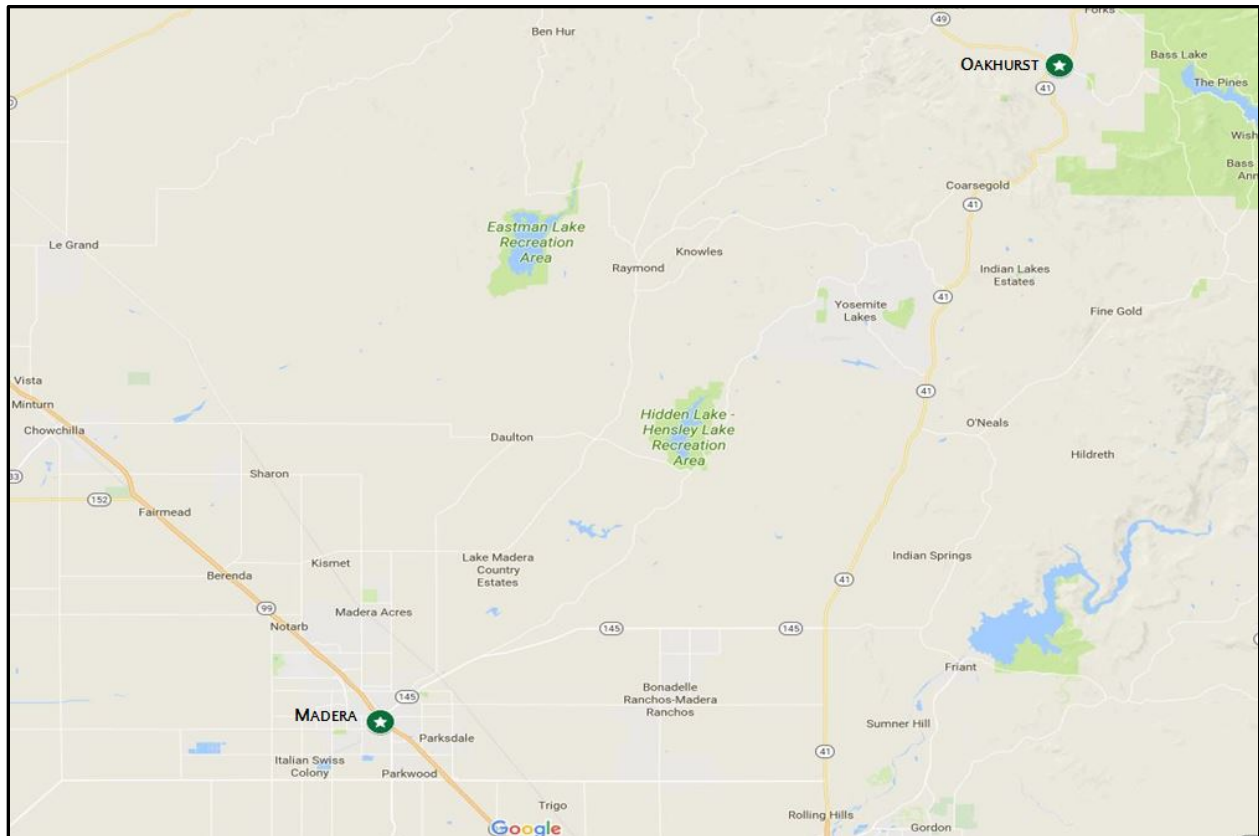 49
Forks
Ben Hur
OAKHURST
Bass Lake
The Pines
41
Wish
Bass
Ann
Coarsegold
41
Eastman Lake
Recreation
Area
Le Grand
Knowles
Raymond
Indian Lakes
Estates
41
Yosemite
Lakes
Fine Gold
Vista
Minturn
41
Chowchilla
Hidden Lake -
Hensley Lake
Recreation
Area
Daulton
O'Neals
Hildreth
33
Sharon
152
Fairmead
Indian Springs
Kismet
Lake Madera
Country
Estates
Berenda
41
99
Madera Acres
Notarb
145
145
Friant
145
Bonadelle
Ranchos-Madera
Ranchos
MADERA
Sumner Hill
Parksdale
41
Italian Swiss
Colony
Parkwood
Trigo
Rolling Hills
Google
Gordon